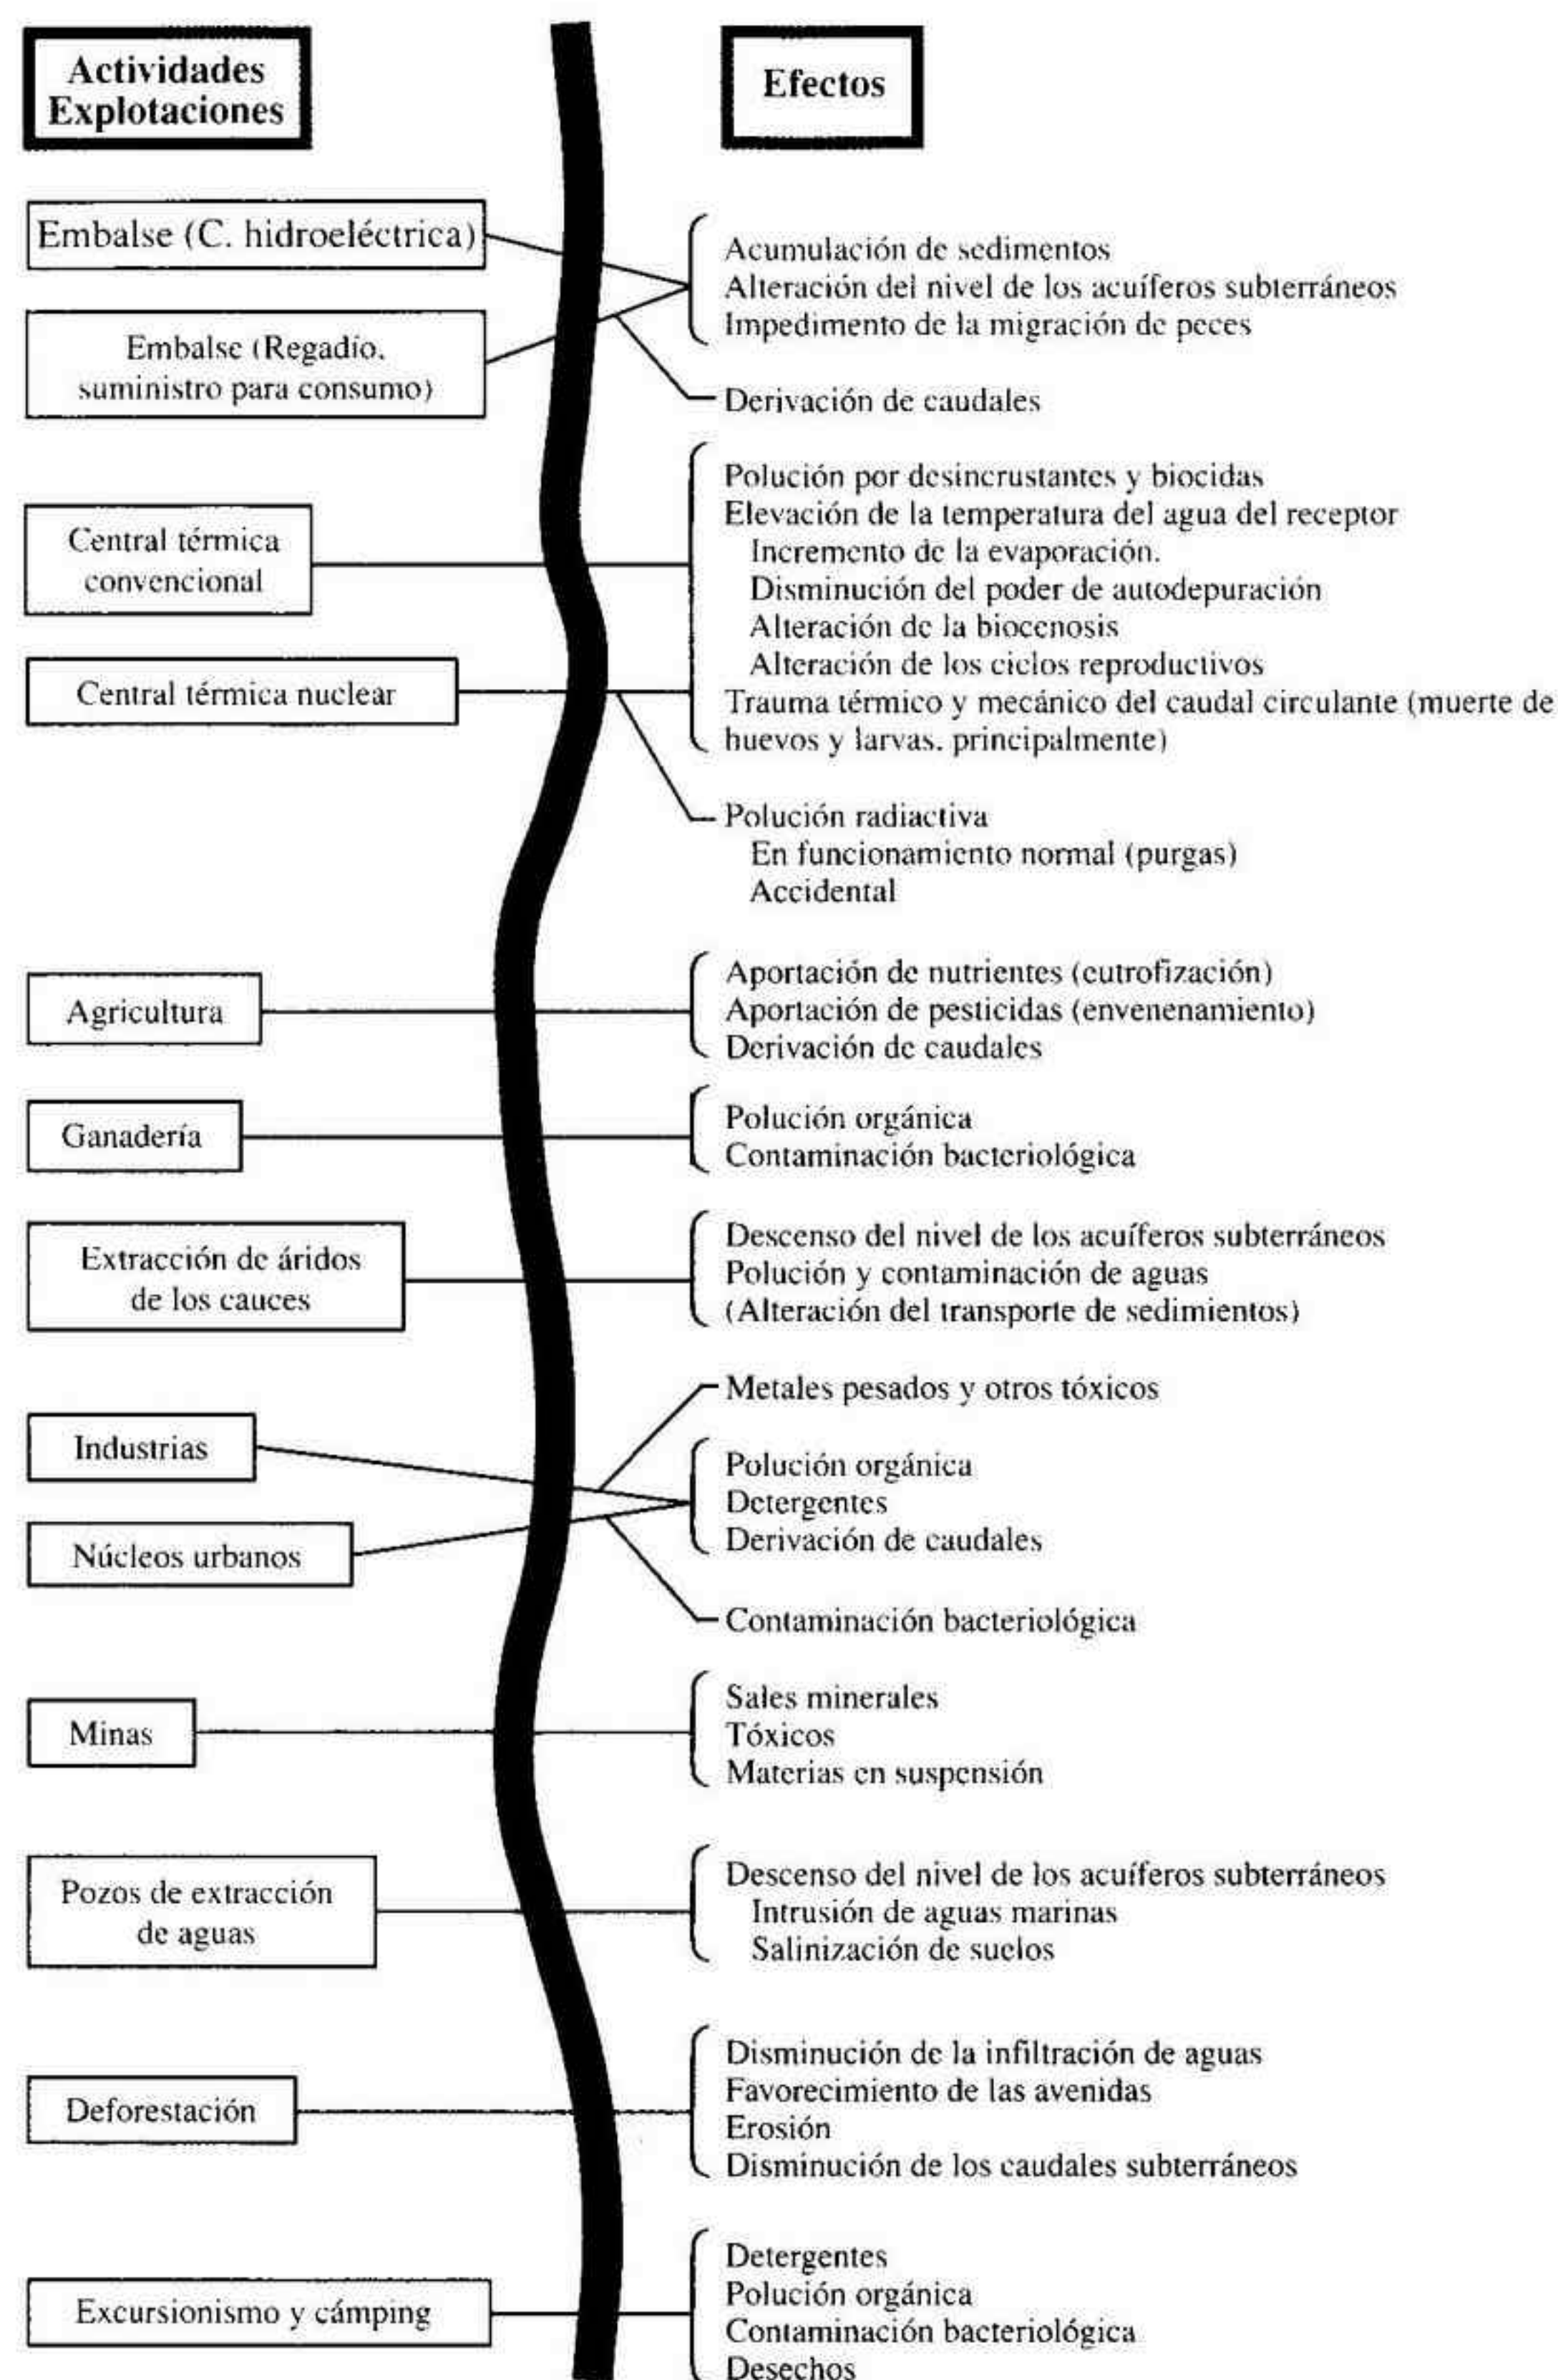 Actividades
Explotaciones
Efectos
Embalse (C. hidroeléctrica)
Embalse (Regadío,
suministro para consumo)
Acumulación de sedimentos
Alteración del nivel de los acuíferos subterráneos
Impedimento de la migración de peces
Derivación de caudales
Central térmica
convencional
Central térmica nuclear
Polución por desincrustantes y biocidas
Elevación de la temperatura del agua del receptor
Incremento de la evaporación.
Disminución del poder de autodepuración
Alteración de la biocenosis
Alteración de los ciclos reproductivos
Trauma térmico y mecánico del caudal circulante (muerte de
huevos y larvas, principalmente)
Polución radiactiva
En funcionamiento normal (purgas)
Accidental
Agricultura
Aportación de nutrientes (eutrofización)
Aportación de pesticidas (envenenamiento)
Derivación de caudales
Ganadería
Polución orgánica
Contaminación bacteriológica
Extracción de áridos
de los cauces
Descenso del nivel de los acuíferos subterráneos
Polución y contaminación de aguas
(Alteración del transporte de sedimientos)
Industrias
Núcleos urbanos
Metales pesados y otros tóxicos
Polución orgánica
Detergentes
Derivación de caudales
Contaminación bacteriológica
Minas
Sales minerales
Tóxicos
Materias en suspensión
Pozos de extracción
de aguas
Descenso del nivel de los acuíferos subterráneos
Intrusión de aguas marinas
Salinización de suelos
Deforestación
Disminución de la infiltración de aguas
Favorecimiento de las avenidas
Erosión
Disminución de los caudales subterráneos
Excursionismo y cámping
Detergentes
Polución orgánica
Contaminación bacteriológica
Desechos